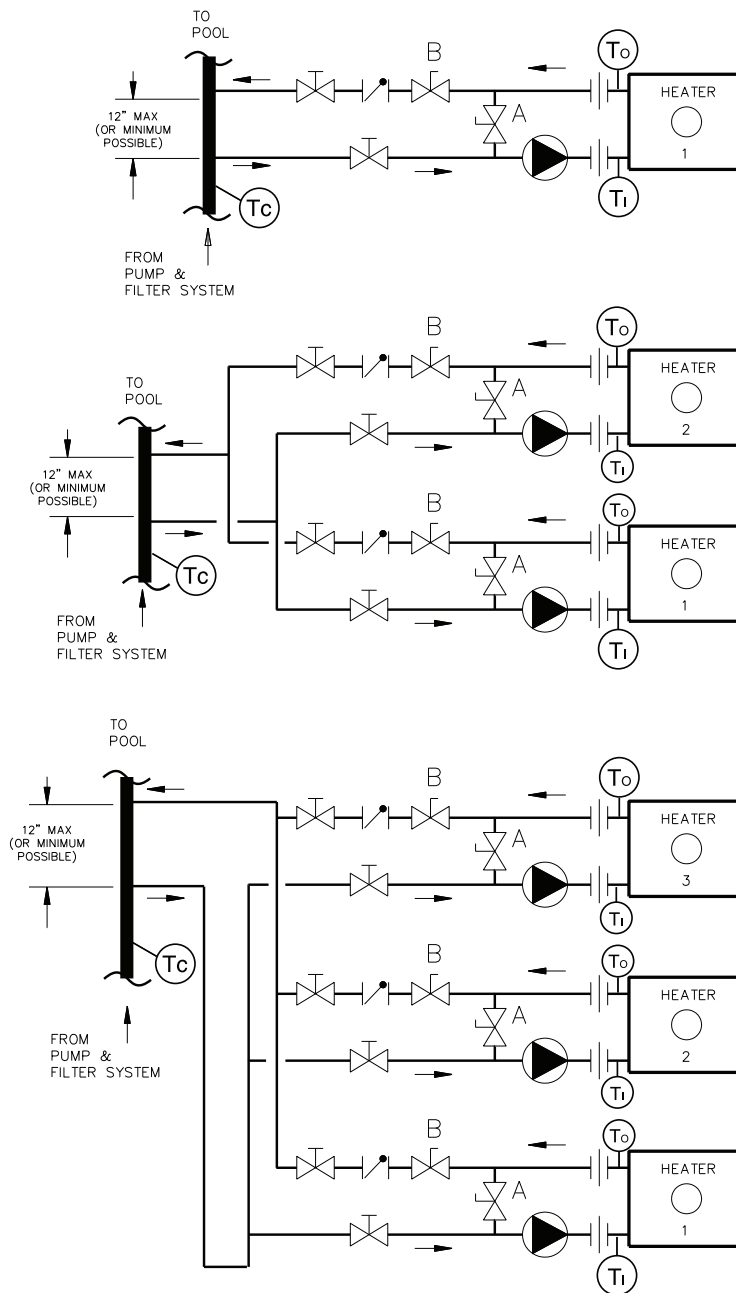 TO
POOL
B
To
HEATER
12" MAX
(OR MINIMUM
POSSIBLE)
A
1
Tc
TI
FROM
PUMP &
FILTER SYSTEM
B
To
HEATER
TO
POOL
A
2
12" MAX
(OR MINIMUM
POSSIBLE)
TI
B
To
HEATER
Tc
A
1
FROM
PUMP &
FILTER SYSTEM
TI
TO
POOL
B
To
HEATER
12" MAX
(OR MINIMUM
POSSIBLE)
A
3
TI
Tc
B
To
HEATER
A
2
FROM
PUMP &
FILTER SYSTEM
TI
B
To
HEATER
A
1
TI